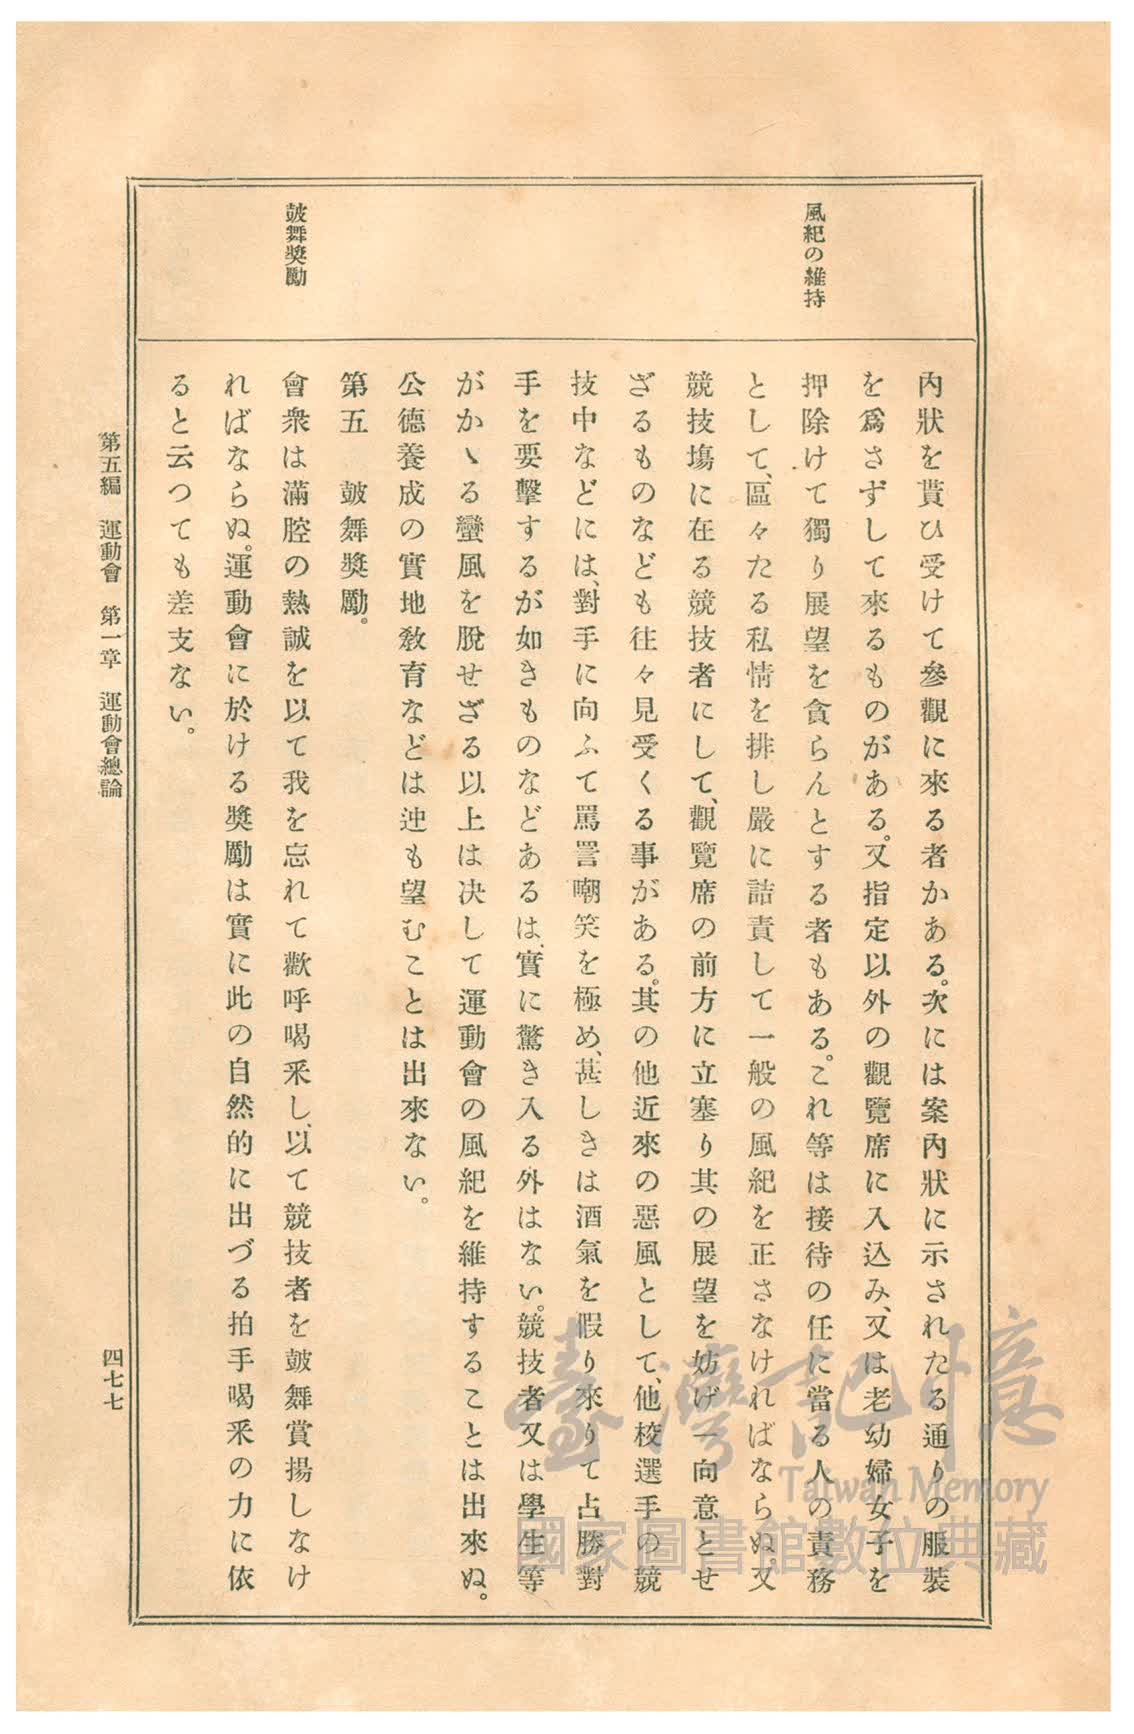 風紀の維持
鼓舞奬勵
內狀を貰ひ受けて參觀に來る者かある。次には案內狀に示されたる通りの服裝
を爲さずして來るものがある。又指定以外の觀覽席に入込み、又は老幼婦女子を
押除けて獨り展望を貪らんとする者もある。これ等は接待の任に當る人の責務
として、區々たる私情を排し嚴に詰責して一般の風紀を正さなければならぬ。又
競技塲に在る競技者にして、觀覽席の前方に立塞り其の展望を妨げ一向意とせ
ざるものなども往々見受くる事がある。其の他近來の惡風として、他校選手の競
技中などには、對手に向ふて罵詈嘲笑を極め、甚しきは酒氣を假り來りて占勝對
手を要擊するが如きものなどあるは、實に驚き入る外はない。競技者又は學生等
がかゝる蠻風を脫せざる以上は决して運動會の風紀を維持することは出來ぬ。
公德養成の實地敎育などは迚も望むことは出來ない。
第五　鼓舞奬勵。
會衆は滿腔の熱誠を以て我を忘れて歡呼喝釆し、以て競技者を鼓舞賞揚しなけ
ればならぬ。運動會に於ける奬勵は實に此の自然的に出づる拍手喝釆の力に依
ると云つても差支ない。
第五編　運動會　第一章　運動會總論
四七七
臺灣記憶
Taiwan Memory
國家圖書館數位典藏